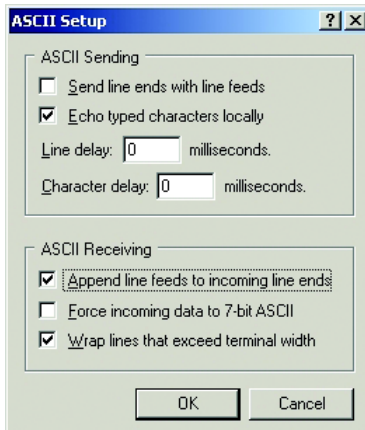 ASCII Setup
ASCII Sending
Send line ends with line feeds
Echo typed characters locally
Line delay: 0 milliseconds.
Character delay: 0 milliseconds.
ASCII Receiving
Append line feeds to incoming line ends
Force incoming data to 7-bit ASCII
Wrap lines that exceed terminal width
OK Cancel